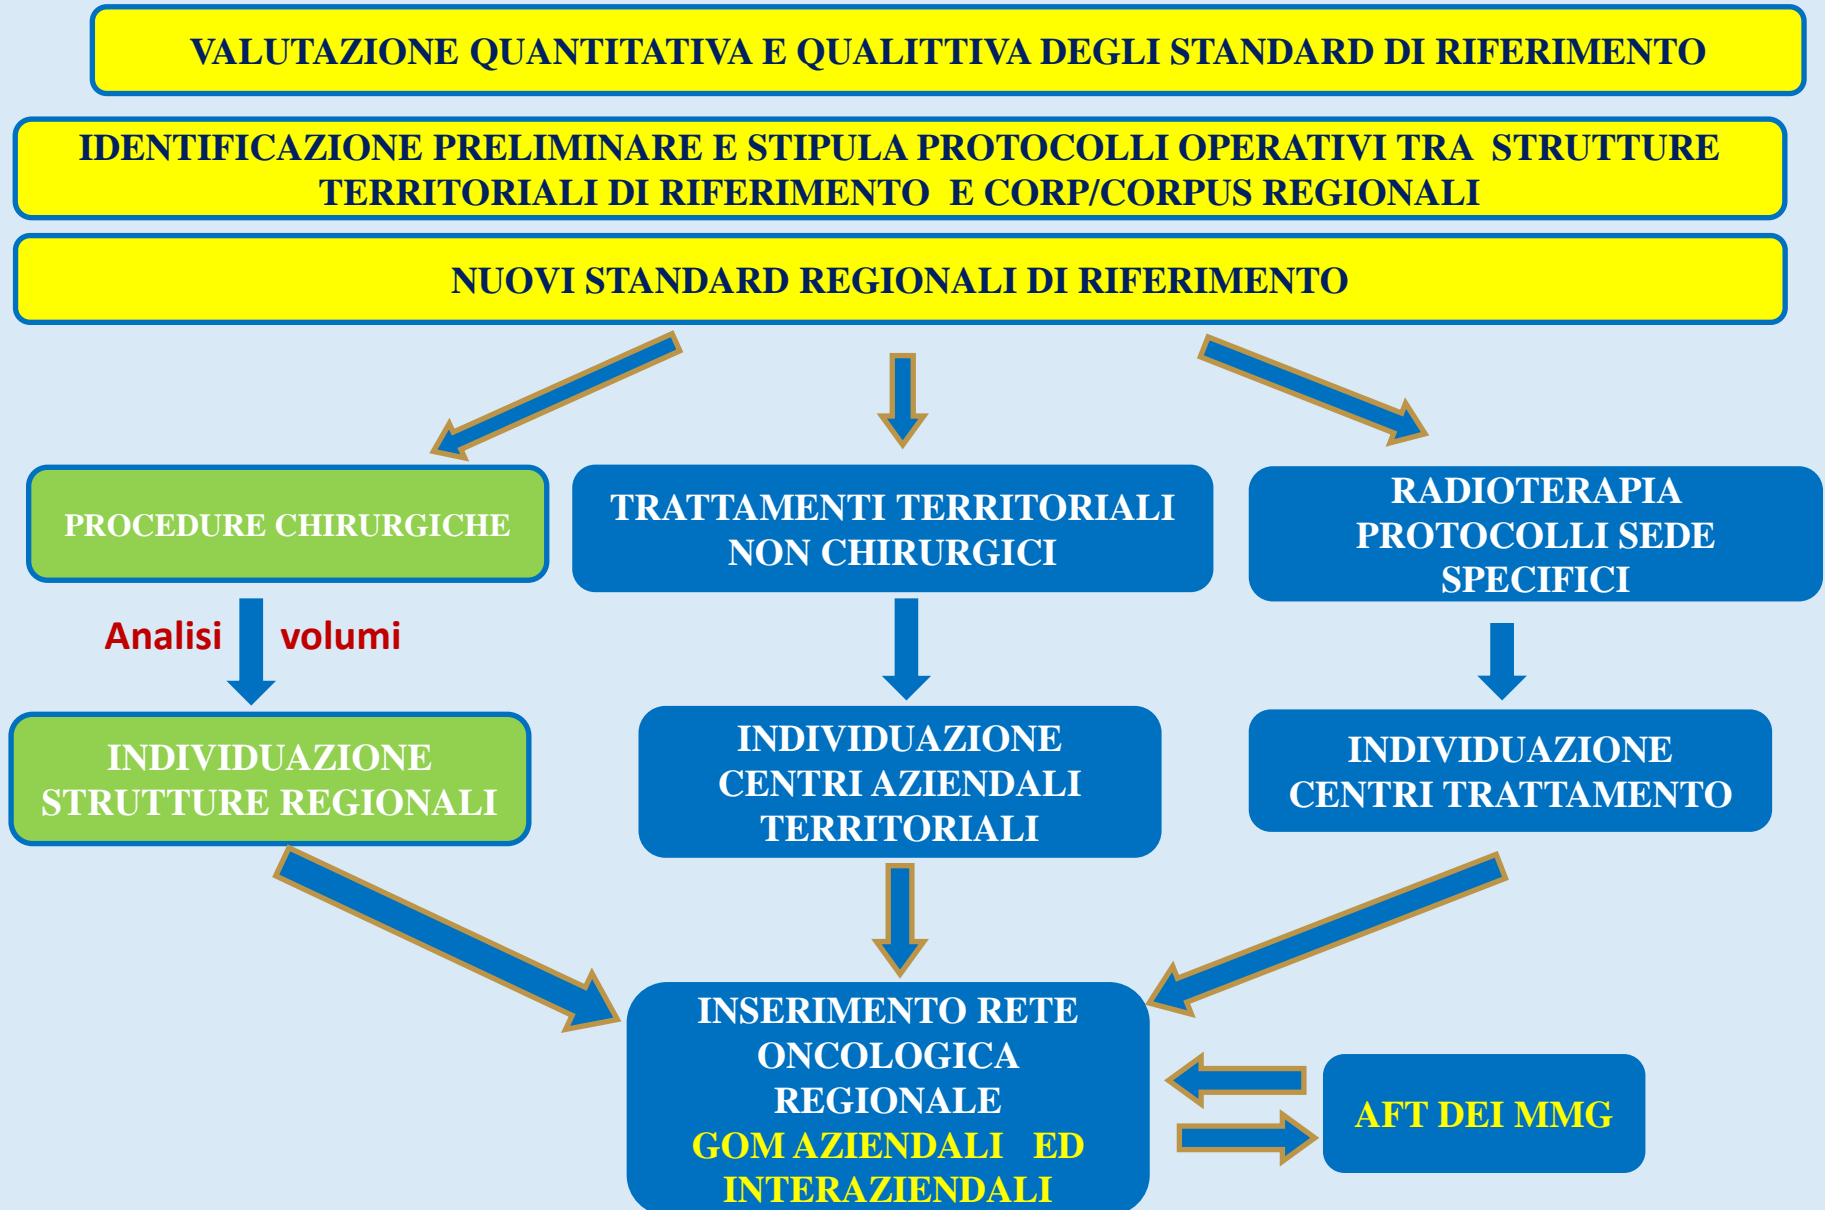 VALUTAZIONE QUANTITATIVA E QUALITTIVA DEGLI STANDARD DI RIFERIMENTO
IDENTIFICAZIONE PRELIMINARE E STIPULA PROTOCOLLI OPERATIVI TRA STRUTTURE
TERRITORIALI DI RIFERIMENTO E CORP/CORPUS REGIONALI
NUOVI STANDARD REGIONALI DI RIFERIMENTO
PROCEDURE CHIRURGICHE
TRATTAMENTI TERRITORIALI
NON CHIRURGICI
RADIOTERAPIA
PROTOCOLLI SEDE
SPECIFICI
Analisi volumi
INDIVIDUAZIONE
STRUTTURE REGIONALI
INDIVIDUAZIONE
CENTRI AZIENDALI
TERRITORIALI
INDIVIDUAZIONE
CENTRI TRATTAMENTO
INSERIMENTO RETE
ONCOLOGICA
REGIONALE
GOM AZIENDALI ED
INTERAZIENDALI
AFT DEI MMG